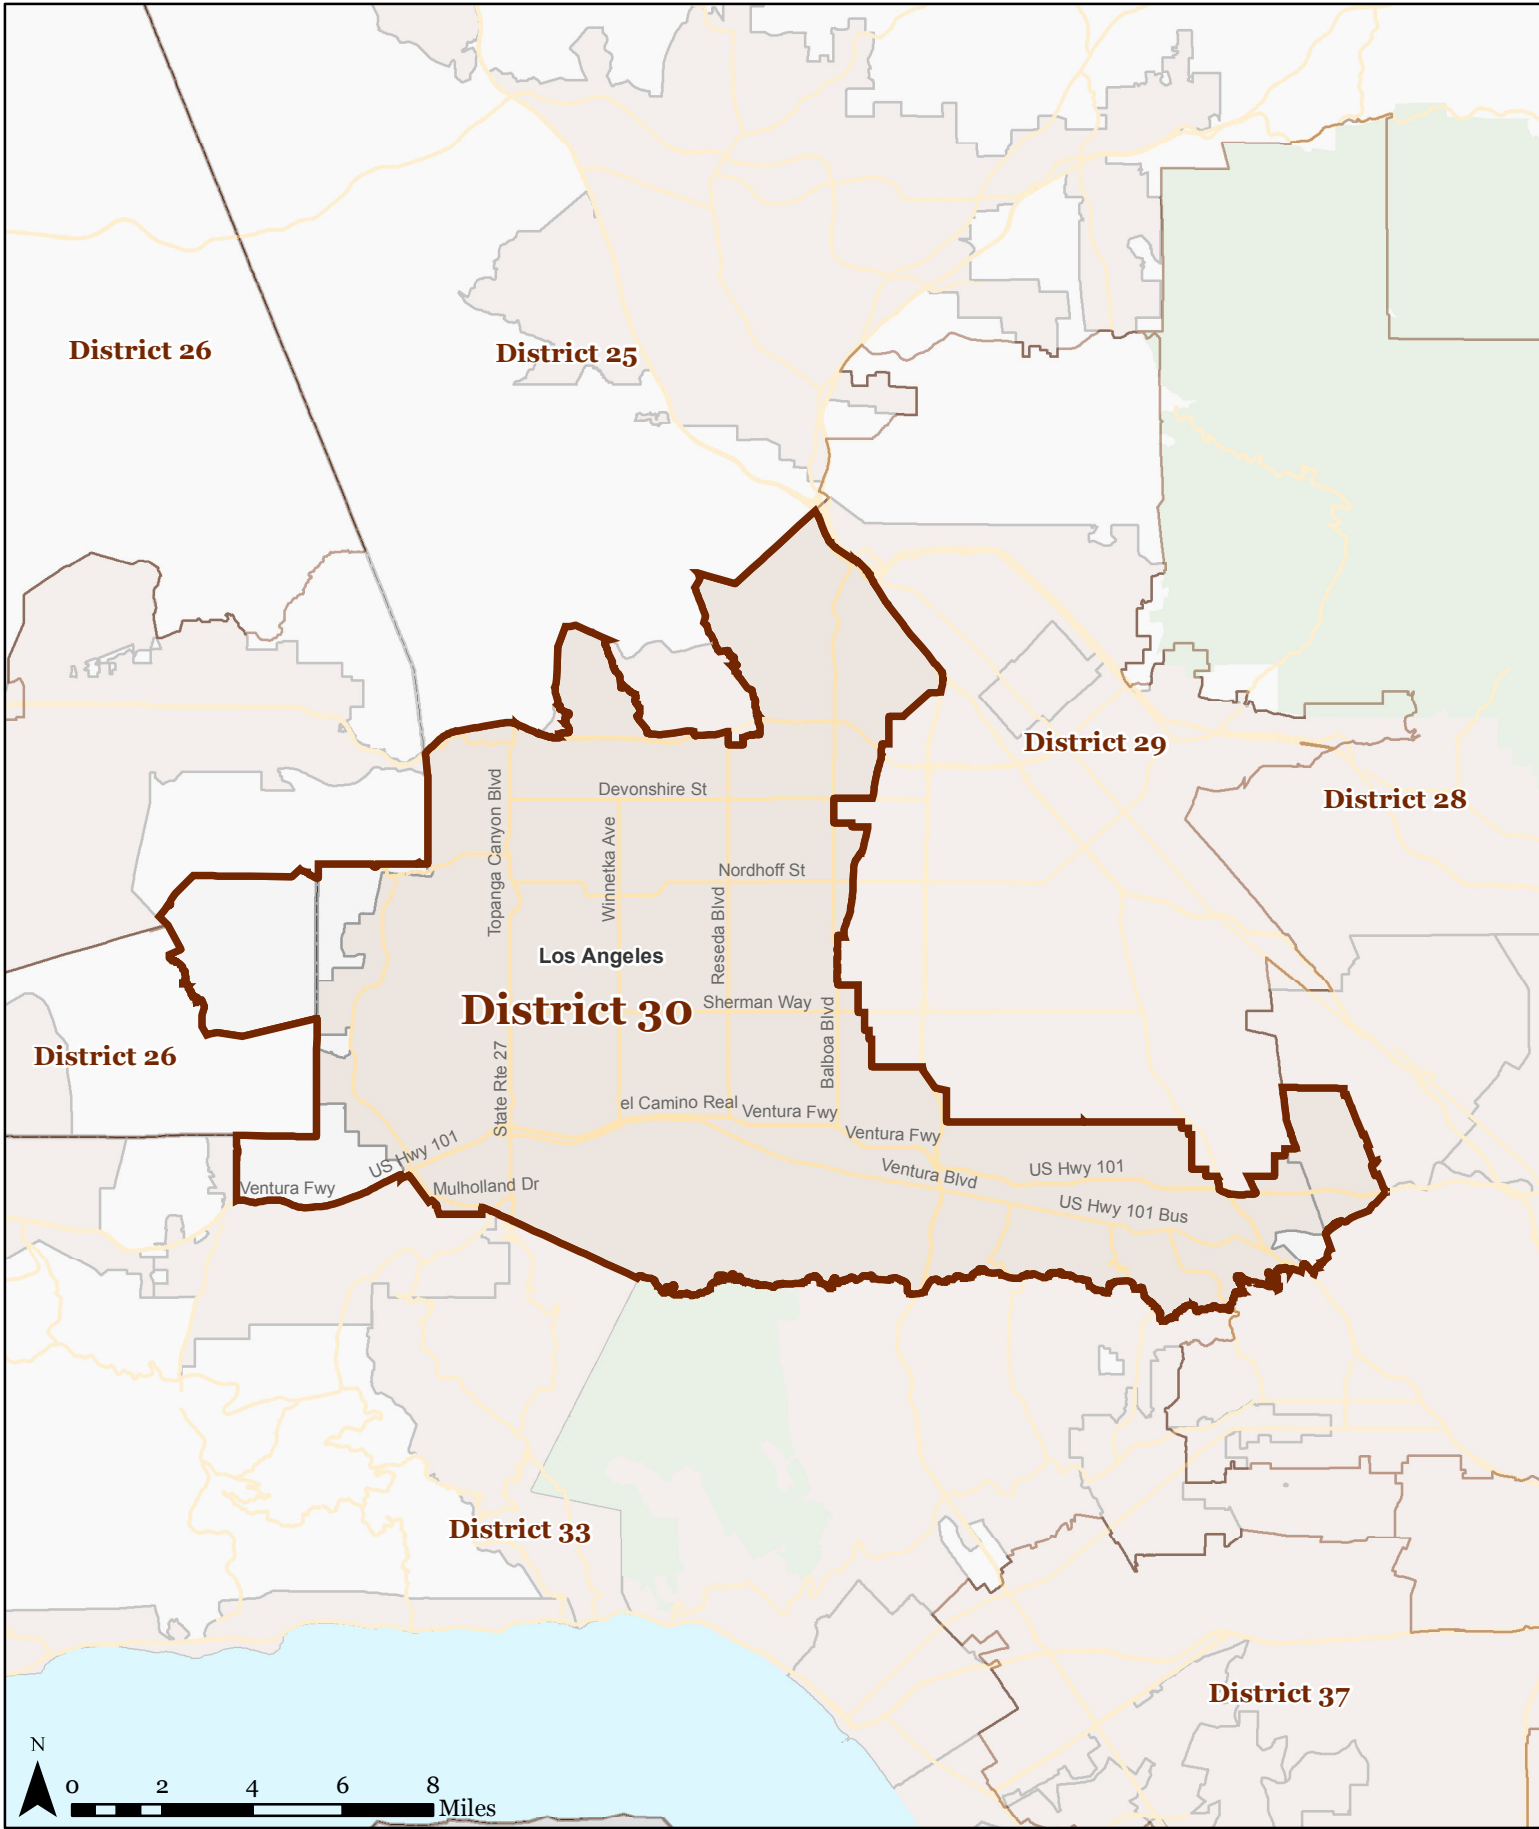 District 26
District 25
District 29
District 28
Devonshire St
Topanga Canyon Blvd
Winnetka Ave
Nordhoff St
Reseda Blvd
Los Angeles
District 30
Sherman Way
Balboa Blvd
District 26
State Rte 27
el Camino Real
Ventura Fwy
Ventura Fwy
US Hwy 101
US Hwy 101
Ventura Blvd
Ventura Fwy
Mulholland Dr
US Hwy 101 Bus
District 33
District 37
N
0 2 4 6 8
Miles